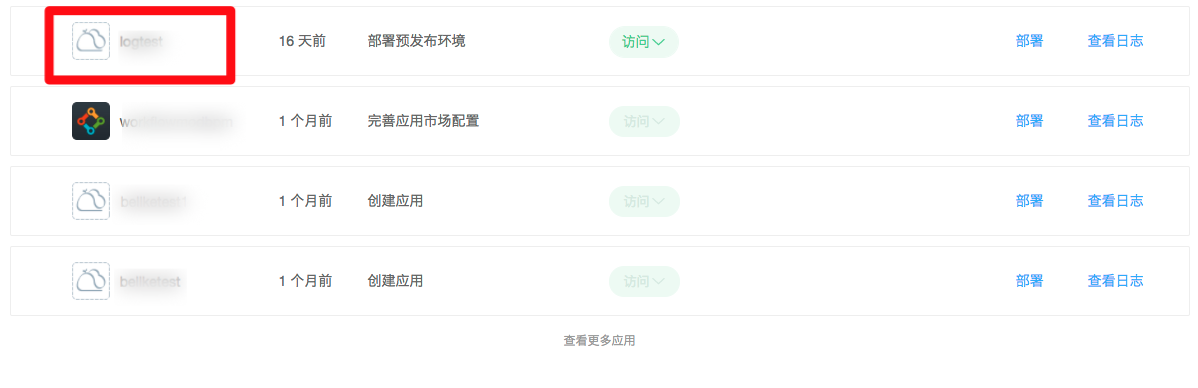 logtest 16 天前 部署预发布环境 访问 部署 查看日志
1 个月前 完善应用市场配置 访问 部署 查看日志
1 个月前 创建应用 访问 部署 查看日志
1 个月前 创建应用 访问 部署 查看日志
查看更多应用